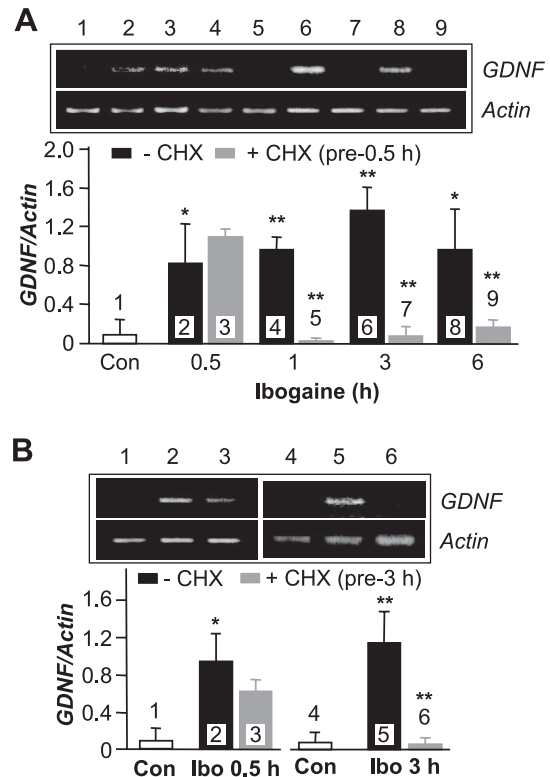 A
1 2 3 4 5 6 7 8 9
GDNF
Actin
2.0
- CHX + CHX (pre-0.5 h)
1.6
** 
* ** *
1.2
GDNF/Actin
0.8
** ** **
0.4
1 5 7 9
2 3 4 6 8
0
Con 0.5 1 3 6
Ibogaine (h)
B
1 2 3 4 5 6
GDNF
Actin
- CHX + CHX (pre-3 h)
1.6
* **
1.2
GDNF/Actin
0.8
**
0.4
1 4 6
2 3 5
0
Con Ibo 0.5 h Con Ibo 3 h